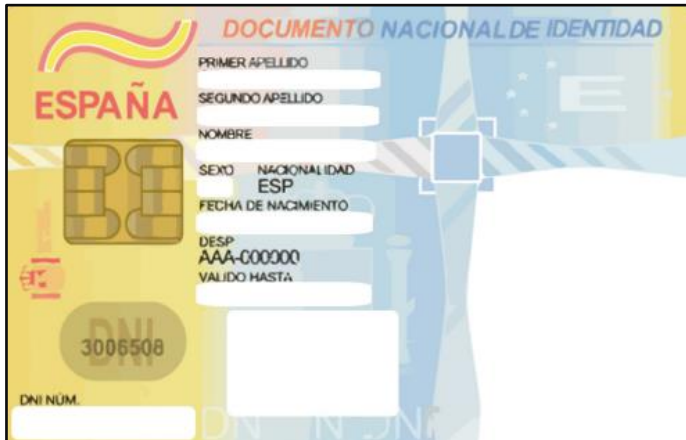 DOCUMENTO NACIONAL DE IDENTIDAD
ESPAÑA
PRIMER APELLIDO
SEGUNDO APELLIDO
NOMBRE
SEXO NACIONALIDAD
ESP
FECHA DE NACIMIENTO
DESP
AAA-000000
VALIDO HASTA
DNI
3006508
DNI NÚM.
DNI
E